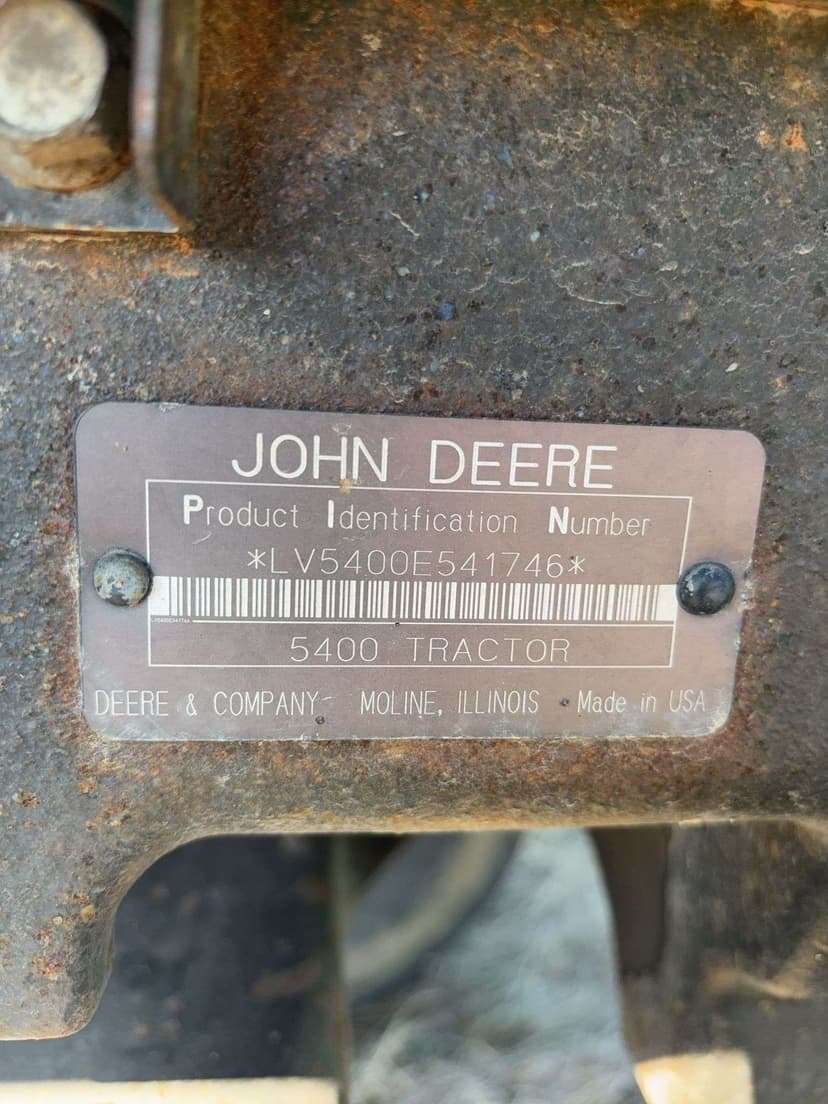 JOHN DEERE
Product Identification Number
*LV5400E541746*
5400 TRACTOR
DEERE & COMPANY MOLINE, ILLINOIS Made in USA